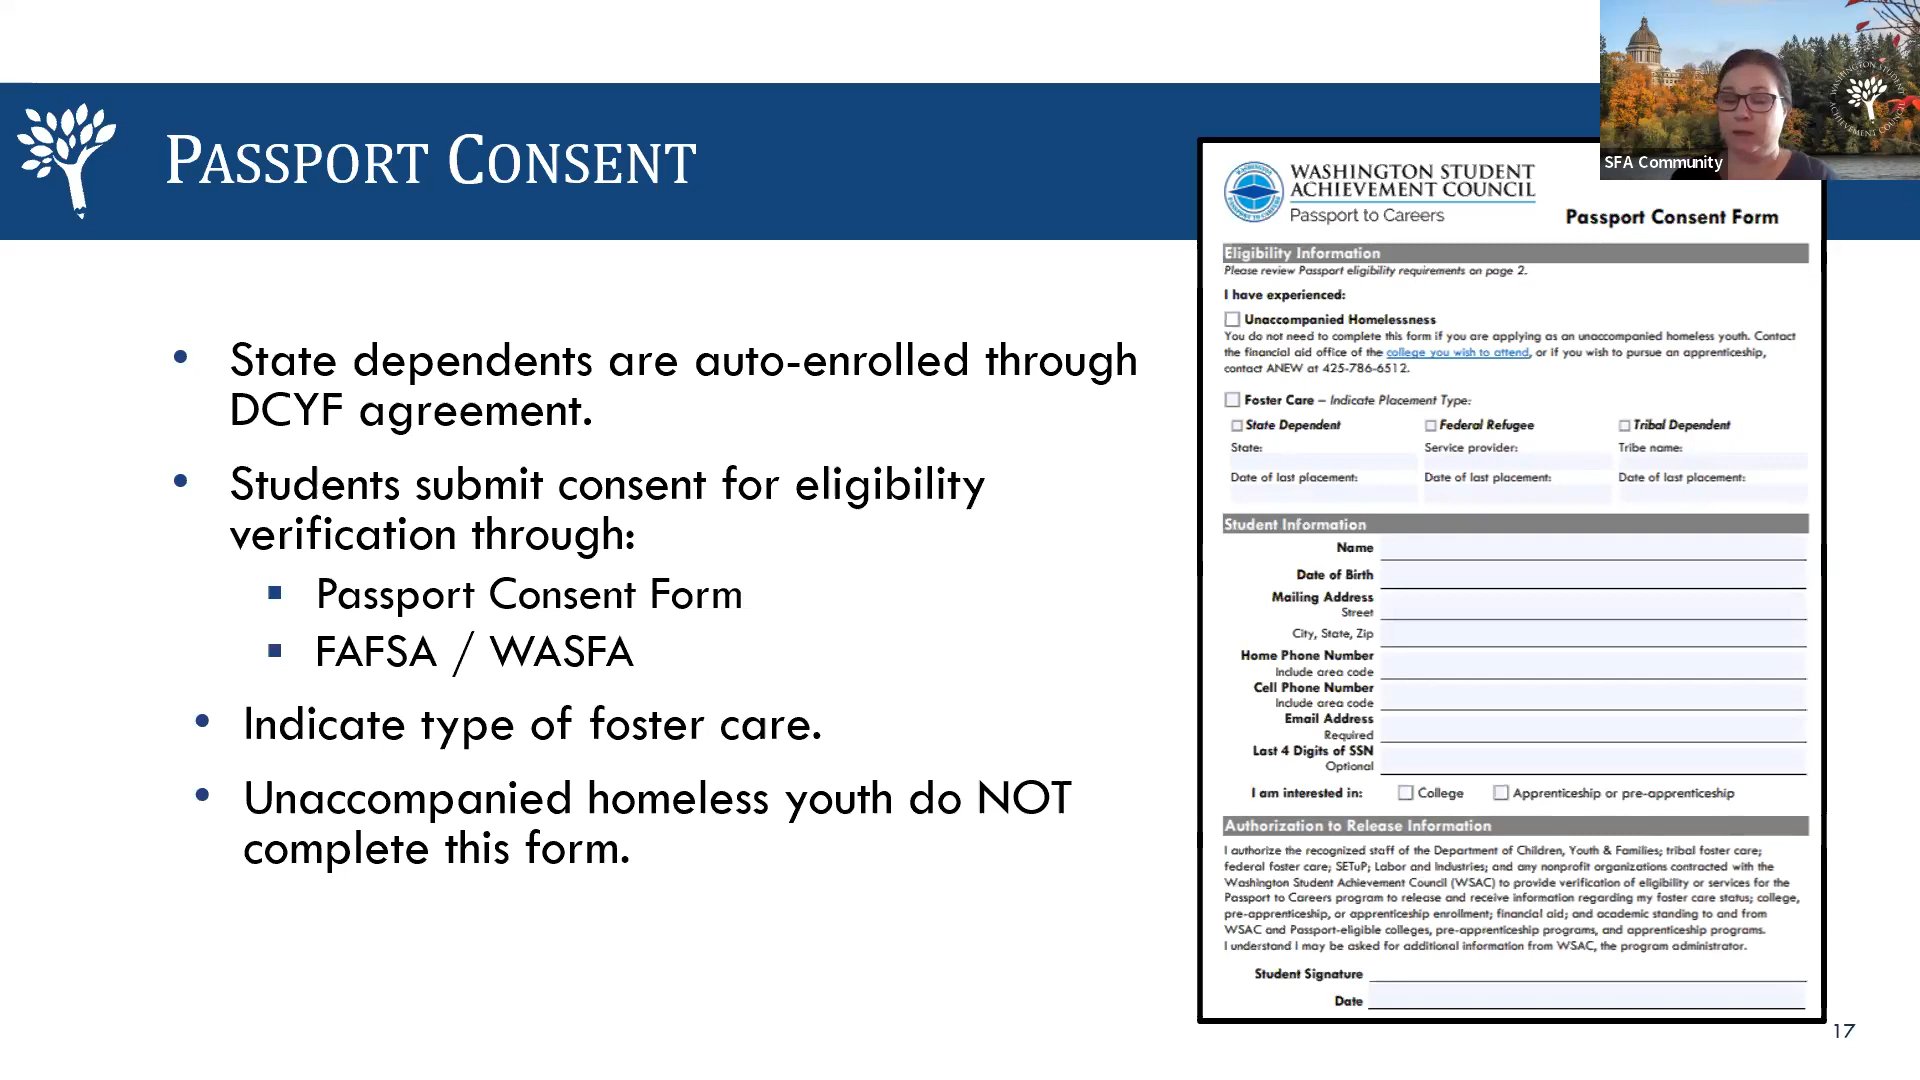 PASSPORT CONSENT
SFA Community
WASHINGTON STUDENT ACHIEVEMENT COUNCIL
• State dependents are auto-enrolled through
DCYF agreement.
• Students submit consent for eligibility
verification through:
▪ Passport Consent Form
▪ FAFSA / WASFA
• Indicate type of foster care.
• Unaccompanied homeless youth do NOT
complete this form.
WASHINGTON STUDENT
ACHIEVEMENT COUNCIL
Passport to Careers
Passport Consent Form
Eligibility Information
Please review Passport eligibility requirements on page 2.
I have experienced:
Unaccompanied Homelessness
You do not need to complete this form if you are applying as an unaccompanied homeless youth. Contact
the financial aid office of the college you wish to attend, or if you wish to pursue an apprenticeship,
contact ANEW at 425-786-6512.
Foster Care – Indicate Placement Type:
State Dependent Federal Refugee Tribal Dependent
State: Service provider: Tribe name:
Date of last placement: Date of last placement: Date of last placement:
Student Information
Name
Date of Birth
Mailing Address
Street
City, State, Zip
Home Phone Number
Include area code
Cell Phone Number
Include area code
Email Address
Required
Last 4 Digits of SSN
Optional
I am interested in: College Apprenticeship or pre-apprenticeship
Authorization to Release Information
I authorize the recognized staff of the Department of Children, Youth & Families; tribal foster care;
federal foster care; SETuP; Labor and Industries; and any nonprofit organizations contracted with the
Washington Student Achievement Council (WSAC) to provide verification of eligibility or services for the
Passport to Careers program to release and receive information regarding my foster care status; college,
pre-apprenticeship, or apprenticeship enrollment; financial aid; and academic standing to and from
WSAC and Passport-eligible colleges, pre-apprenticeship programs, and apprenticeship programs.
I understand I may be asked for additional information from WSAC, the program administrator.
Student Signature
Date
17